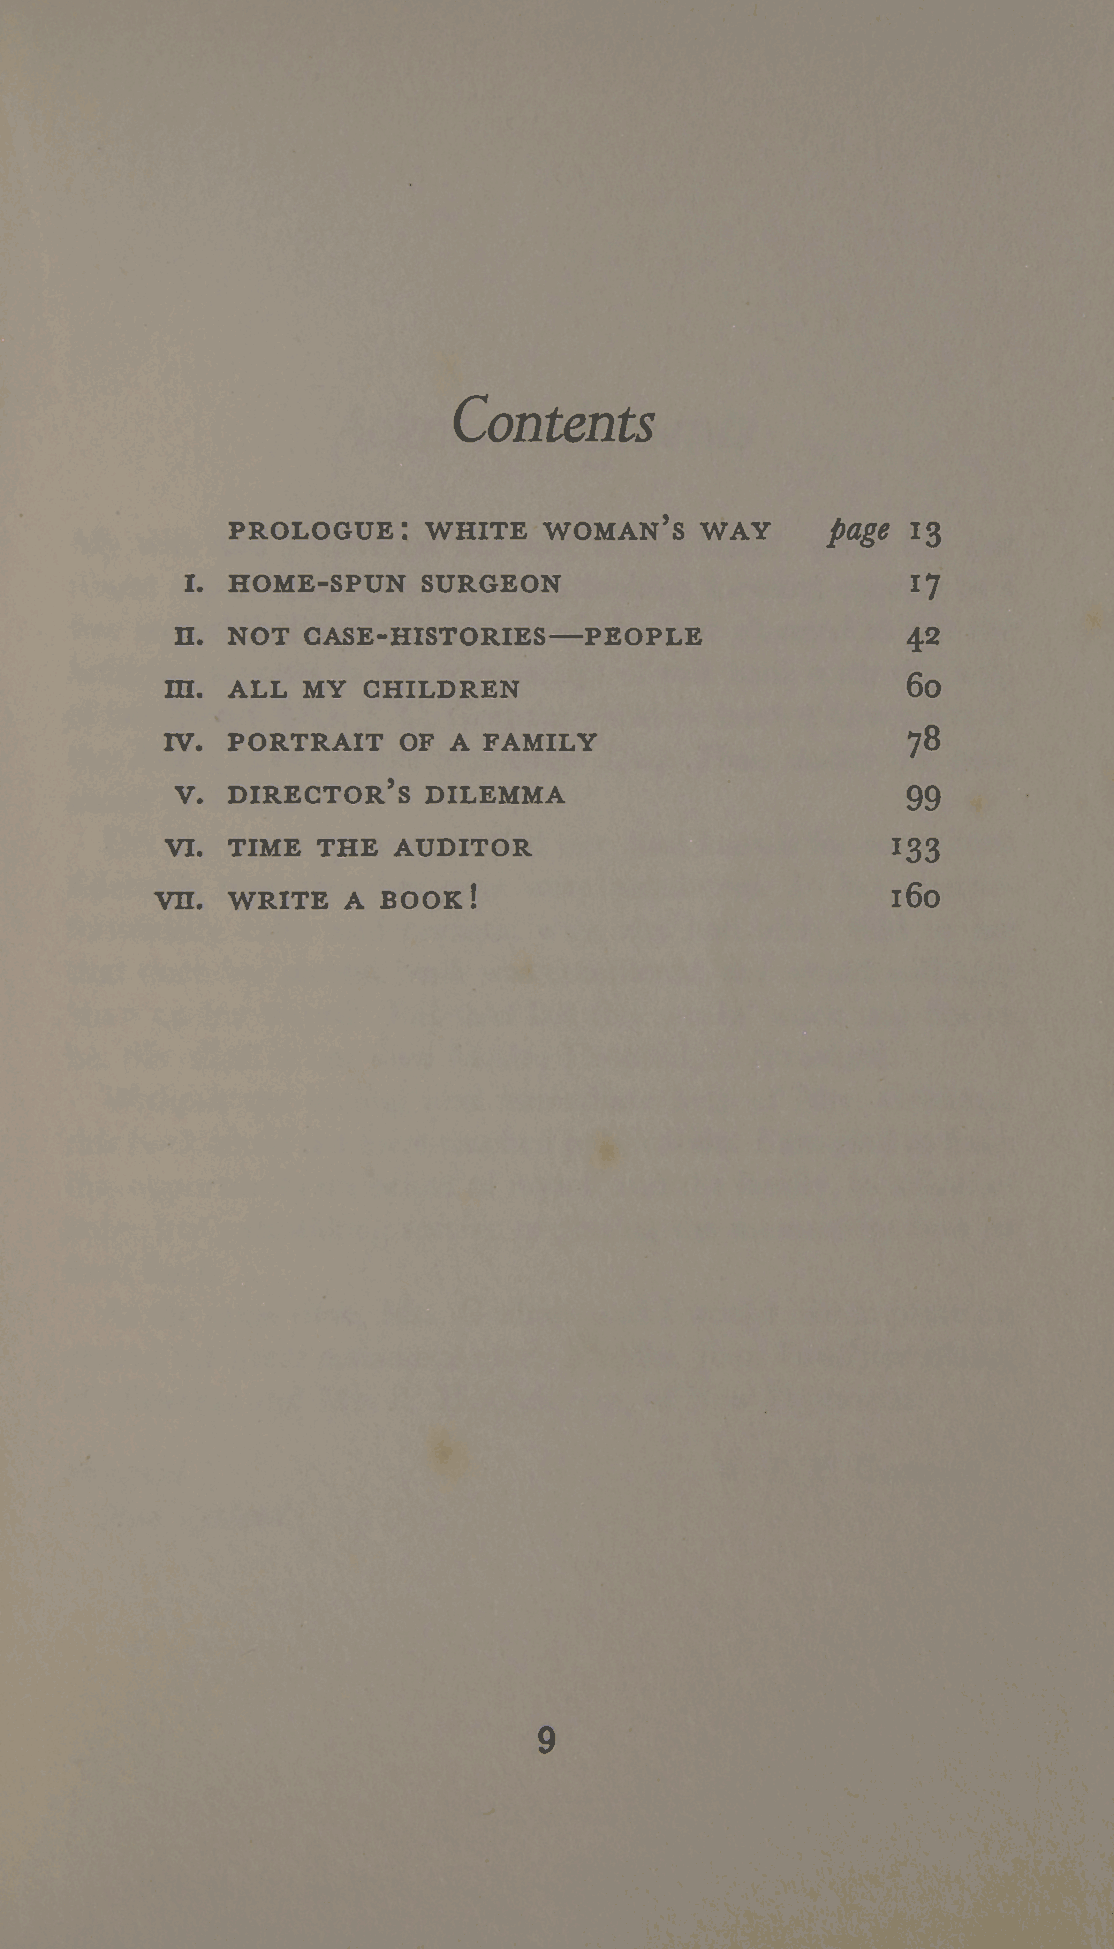 Contents
PROLOGUE: WHITE WOMAN'S WAY page 13
I. HOME-SPUN SURGEON 17
II. NOT CASE-HISTORIES—PEOPLE 42
III. ALL MY CHILDREN 60
IV. PORTRAIT OF A FAMILY 78
V. DIRECTOR'S DILEMMA 99
VI. TIME THE AUDITOR 133
VII. WRITE A BOOK! 160
9